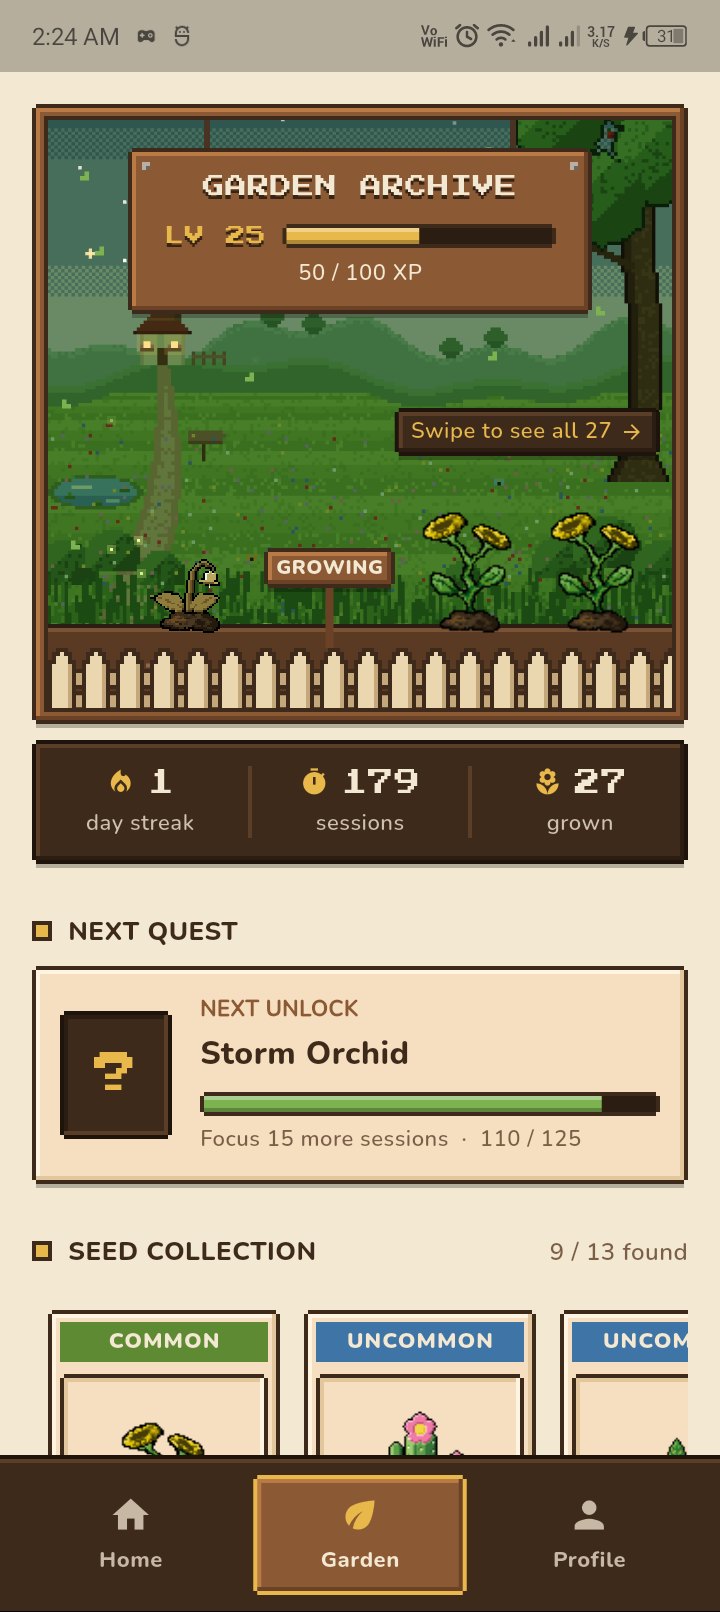 2:24 AM
Vo WiFi
3.17 K/S
31
GARDEN ARCHIVE
LV 25
50 / 100 XP
Swipe to see all 27 →
GROWING
1
179
27
day streak
sessions
grown
NEXT QUEST
?
NEXT UNLOCK
Storm Orchid
Focus 15 more sessions · 110 / 125
SEED COLLECTION
9 / 13 found
COMMON
UNCOMMON
UNCOM
Home
Garden
Profile